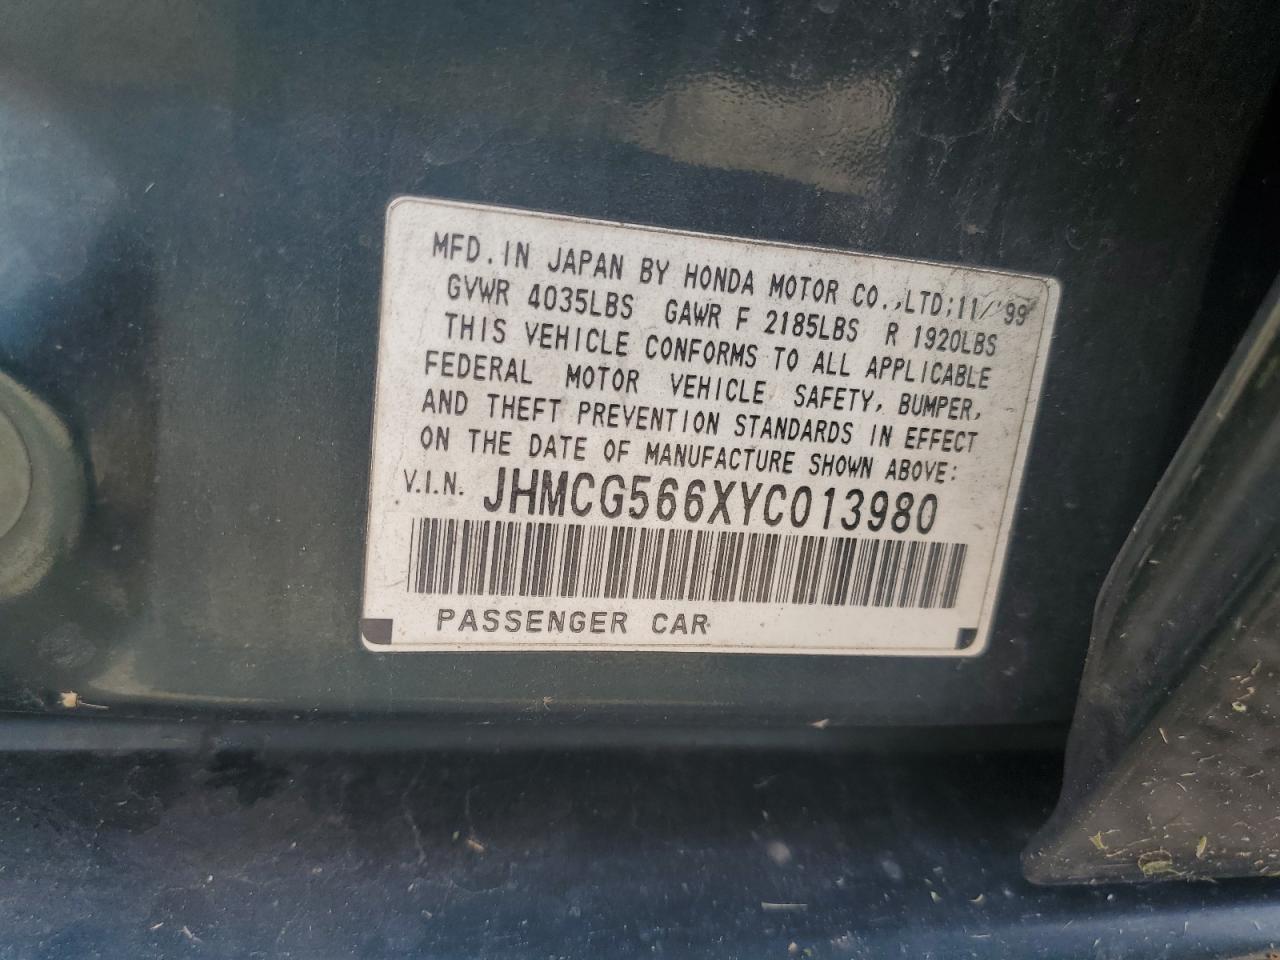 MFD. IN JAPAN BY HONDA MOTOR CO.,LTD; 11/'99
GVWR 4035LBS GAWR F 2185LBS R 1920LBS
THIS VEHICLE CONFORMS TO ALL APPLICABLE
FEDERAL MOTOR VEHICLE SAFETY, BUMPER,
AND THEFT PREVENTION STANDARDS IN EFFECT
ON THE DATE OF MANUFACTURE SHOWN ABOVE:
V.I.N. JHMCG566XYC013980
PASSENGER CAR